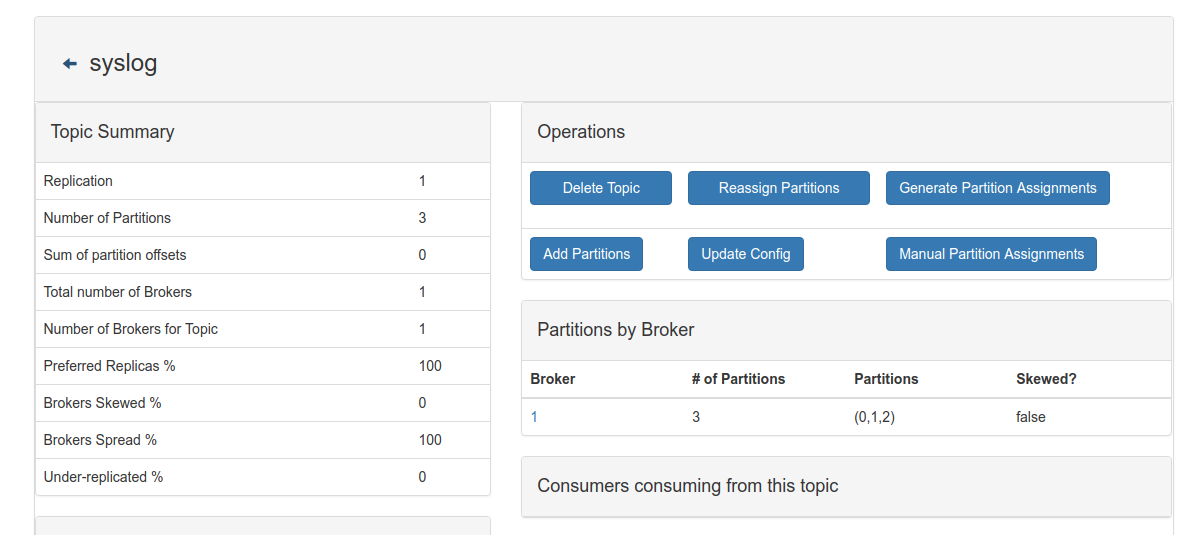 syslog
Topic Summary
Replication 1
Number of Partitions 3
Sum of partition offsets 0
Total number of Brokers 1
Number of Brokers for Topic 1
Preferred Replicas % 100
Brokers Skewed % 0
Brokers Spread % 100
Under-replicated % 0
Operations
Delete Topic Reassign Partitions Generate Partition Assignments
Add Partitions Update Config Manual Partition Assignments
Partitions by Broker
Broker # of Partitions Partitions Skewed?
1 3 (0,1,2) false
Consumers consuming from this topic